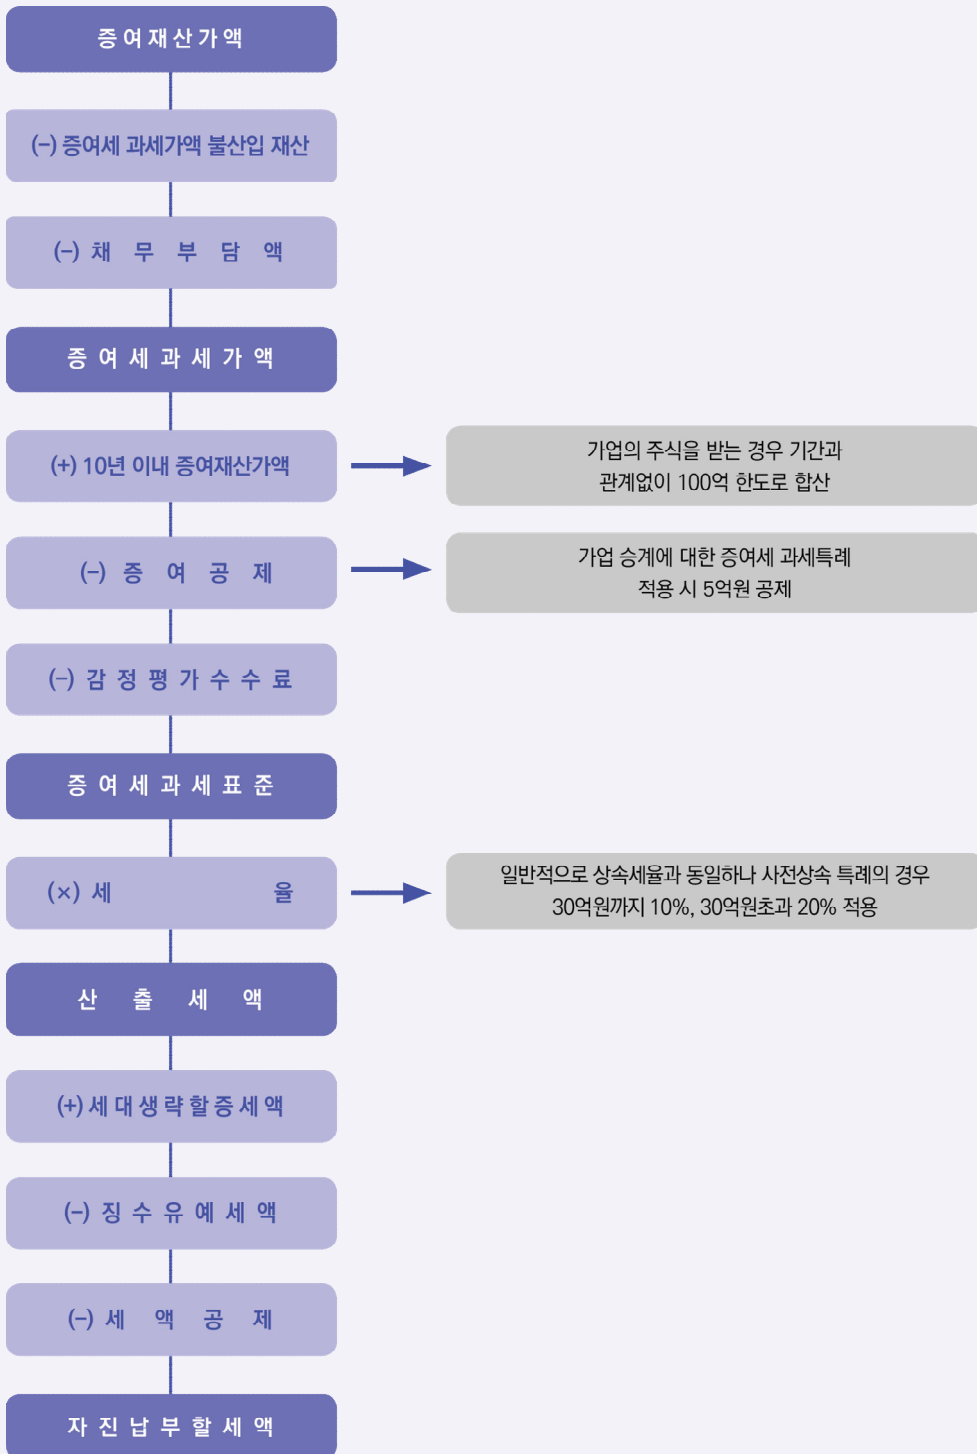 증여재산가액
(-) 증여세 과세가액 불산입 재산
(-) 채무부담액
증여세과세가액
(+) 10년 이내 증여재산가액
가업의 주식을 받는 경우 기간과
관계없이 100억 한도로 합산
(-) 증여공제
가업 승계에 대한 증여세 과세특례
적용 시 5억원 공제
(-) 감정평가수수료
증여세과세표준
(×) 세율
일반적으로 상속세율과 동일하나 사전상속 특례의 경우
30억원까지 10%, 30억원초과 20% 적용
산출세액
(+) 세대생략할증세액
(-) 징수유예세액
(-) 세액공제
자진납부할세액